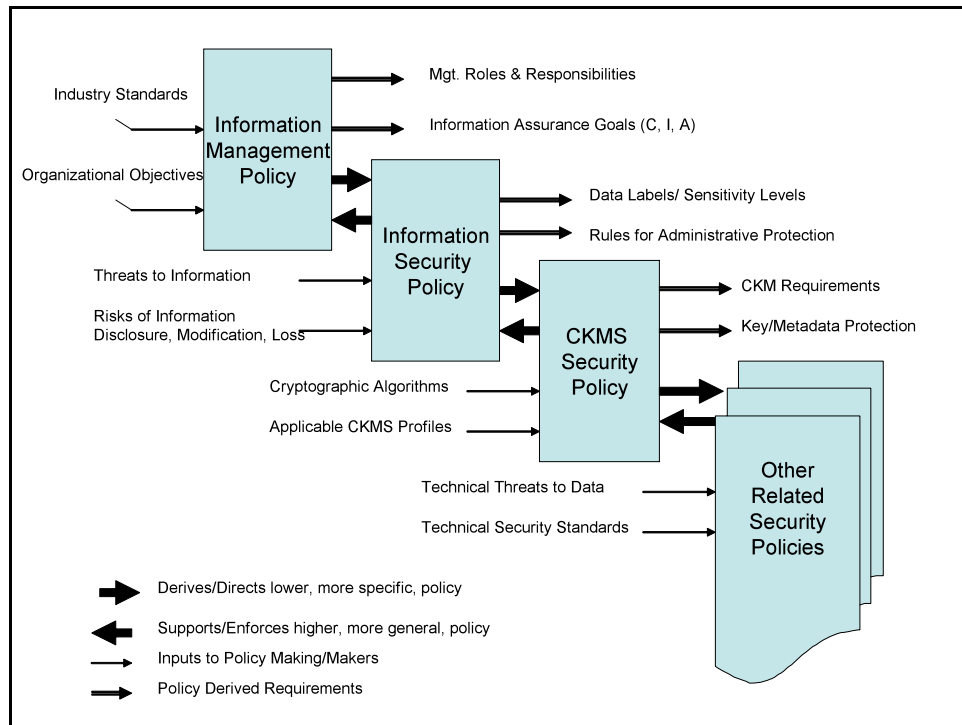 Mgt. Roles & Responsibilities
Industry Standards
Information
Management
Policy
Information Assurance Goals (C, I, A)
Organizational Objectives
Data Labels/ Sensitivity Levels
Information
Security
Policy
Rules for Administrative Protection
Threats to Information
CKM Requirements
Risks of Information
Disclosure, Modification, Loss
CKMS
Security
Policy
Key/Metadata Protection
Cryptographic Algorithms
Applicable CKMS Profiles
Other
Related
Security
Policies
Technical Threats to Data
Technical Security Standards
Derives/Directs lower, more specific, policy
Supports/Enforces higher, more general, policy
Inputs to Policy Making/Makers
Policy Derived Requirements